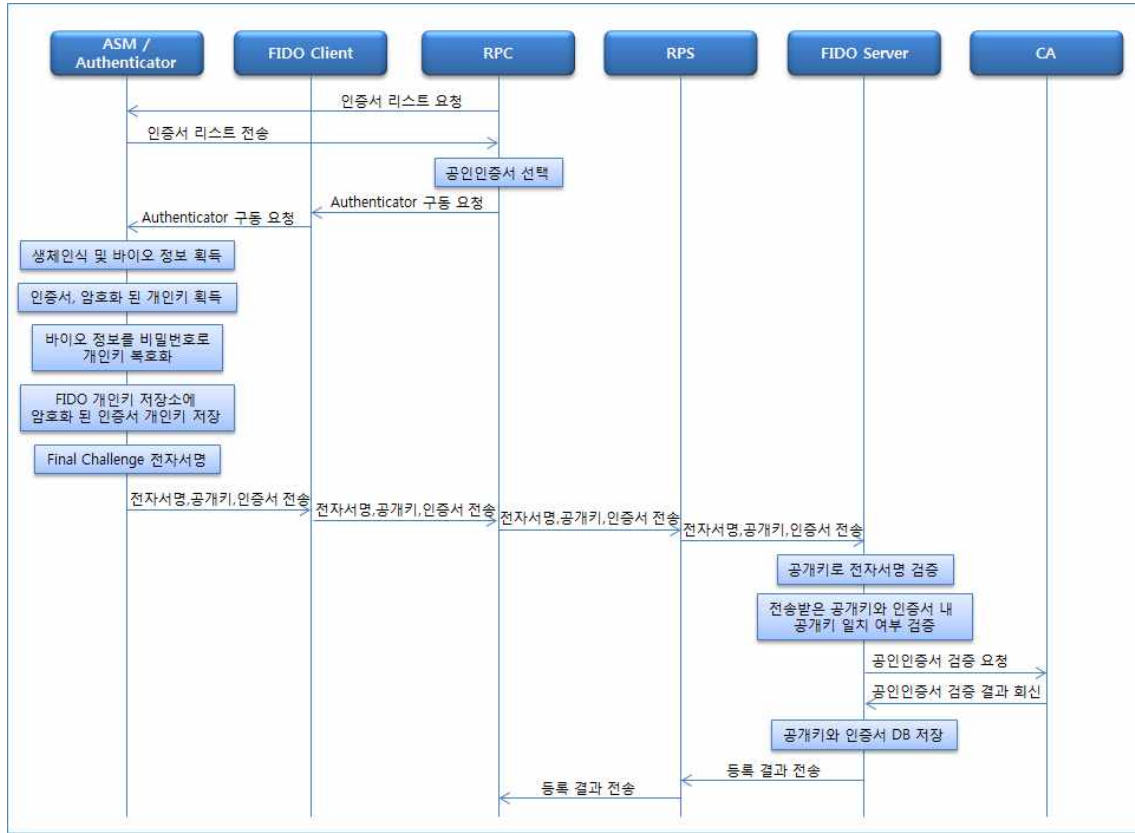 ASM /
Authenticator
FIDO Client
RPC
RPS
FIDO Server
CA
인증서 리스트 요청
인증서 리스트 전송
공인인증서 선택
Authenticator 구동 요청
Authenticator 구동 요청
생체인식 및 바이오 정보 획득
인증서, 암호화 된 개인키 획득
바이오 정보를 비밀번호로
개인키 복호화
FIDO 개인키 저장소에
암호화 된 인증서 개인키 저장
Final Challenge 전자서명
전자서명,공개키,인증서 전송
전자서명,공개키,인증서 전송
전자서명,공개키,인증서 전송
전자서명,공개키,인증서 전송
공개키로 전자서명 검증
전송받은 공개키와 인증서 내
공개키 일치 여부 검증
공인인증서 검증 요청
공인인증서 검증 결과 회신
공개키와 인증서 DB 저장
등록 결과 전송
등록 결과 전송